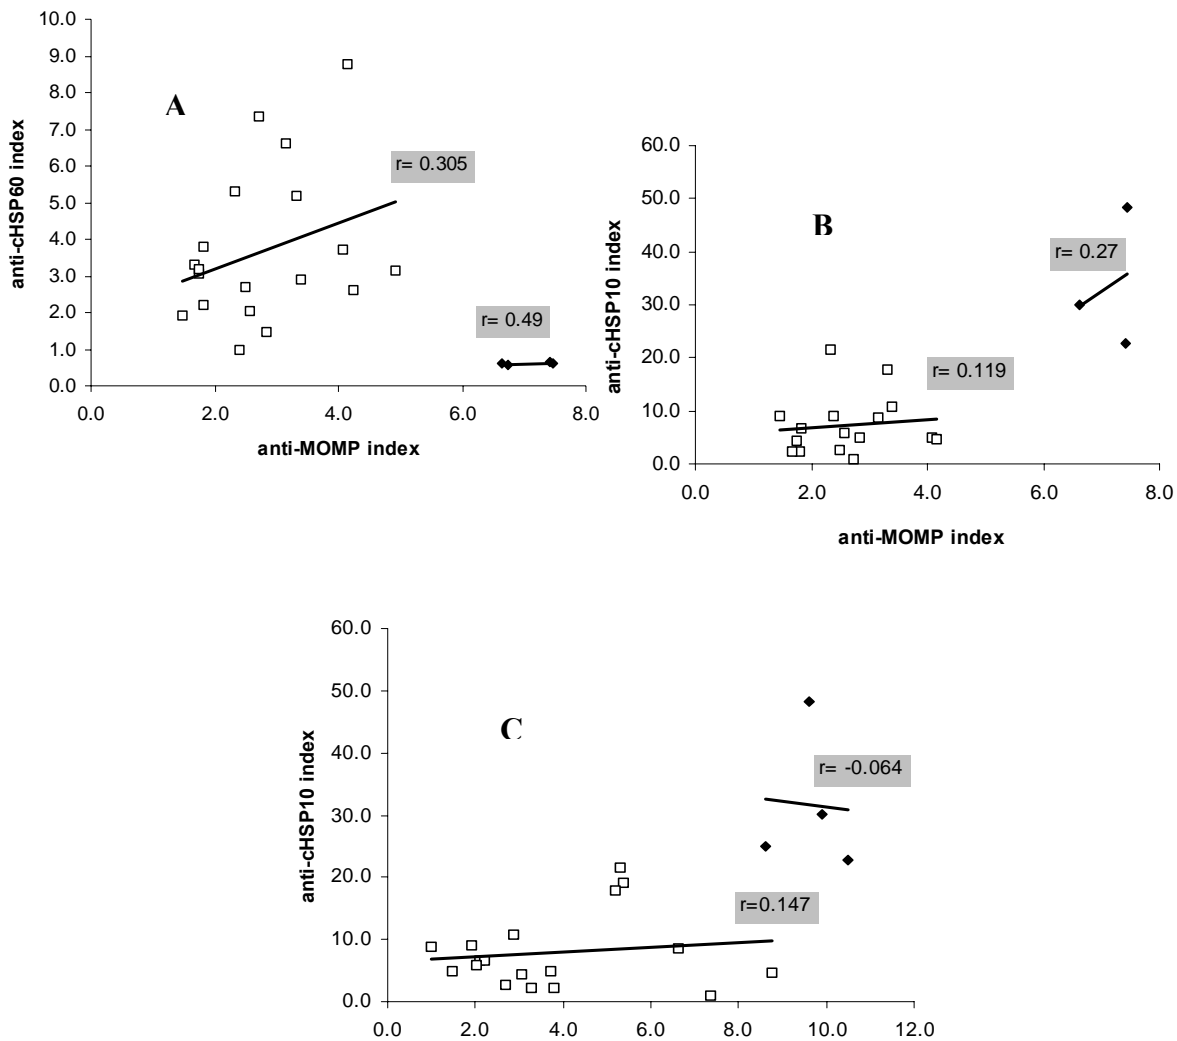 10.0
9.0
8.0
7.0
6.0
5.0
4.0
3.0
2.0
1.0
0.0
anti-cHSP60 index
A
r= 0.305
r= 0.49
0.0 2.0 4.0 6.0 8.0
anti-MOMP index
60.0
50.0
40.0
30.0
20.0
10.0
0.0
anti-cHSP10 index
B
r= 0.27
r= 0.119
0.0 2.0 4.0 6.0 8.0
anti-MOMP index
60.0
50.0
40.0
30.0
20.0
10.0
0.0
anti-cHSP10 index
C
r= -0.064
r=0.147
0.0 2.0 4.0 6.0 8.0 10.0 12.0